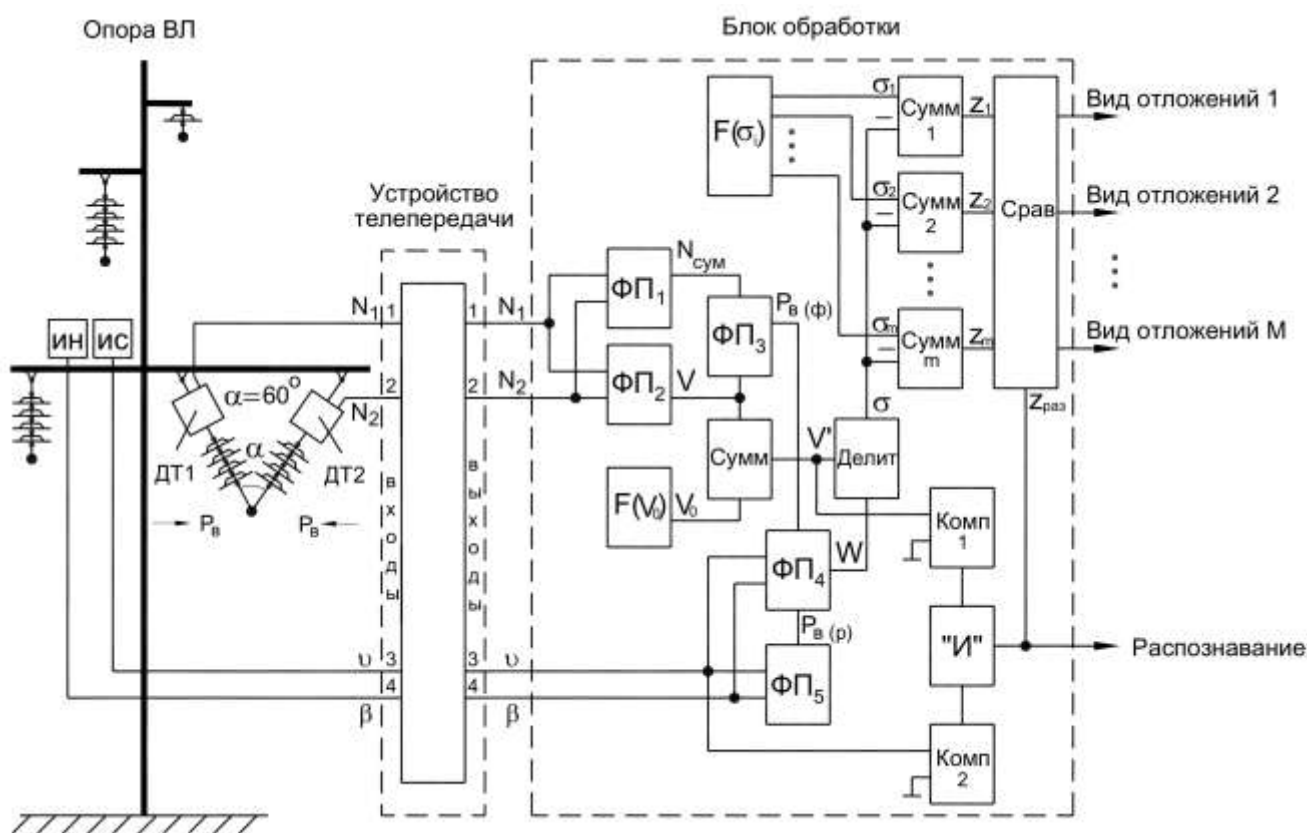 Опора ВЛ
Блок обработки
Устройство
телепередачи
ИН
ИС
N₁
N₂
α=60°
α
ДТ1
ДТ2
Pв
Pв
1
2
входы
3
4
υ
β
1
2
выходы
3
4
N₁
N₂
υ
β
ФП₁
Nсум
ФП₂
V
ФП₃
Pв (ф)
Сумм
F(V₀)
V₀
V'
Делит
σ
ФП₄
W
Pв (р)
ФП₅
F(σᵢ)
σ₁
−
Сумм
1
z₁
σ₂
−
Сумм
2
z₂
σm
−
Сумм
m
zm
Срав
zраз
Комп
1
"И"
Комп
2
Вид отложений 1
Вид отложений 2
Вид отложений М
Распознавание